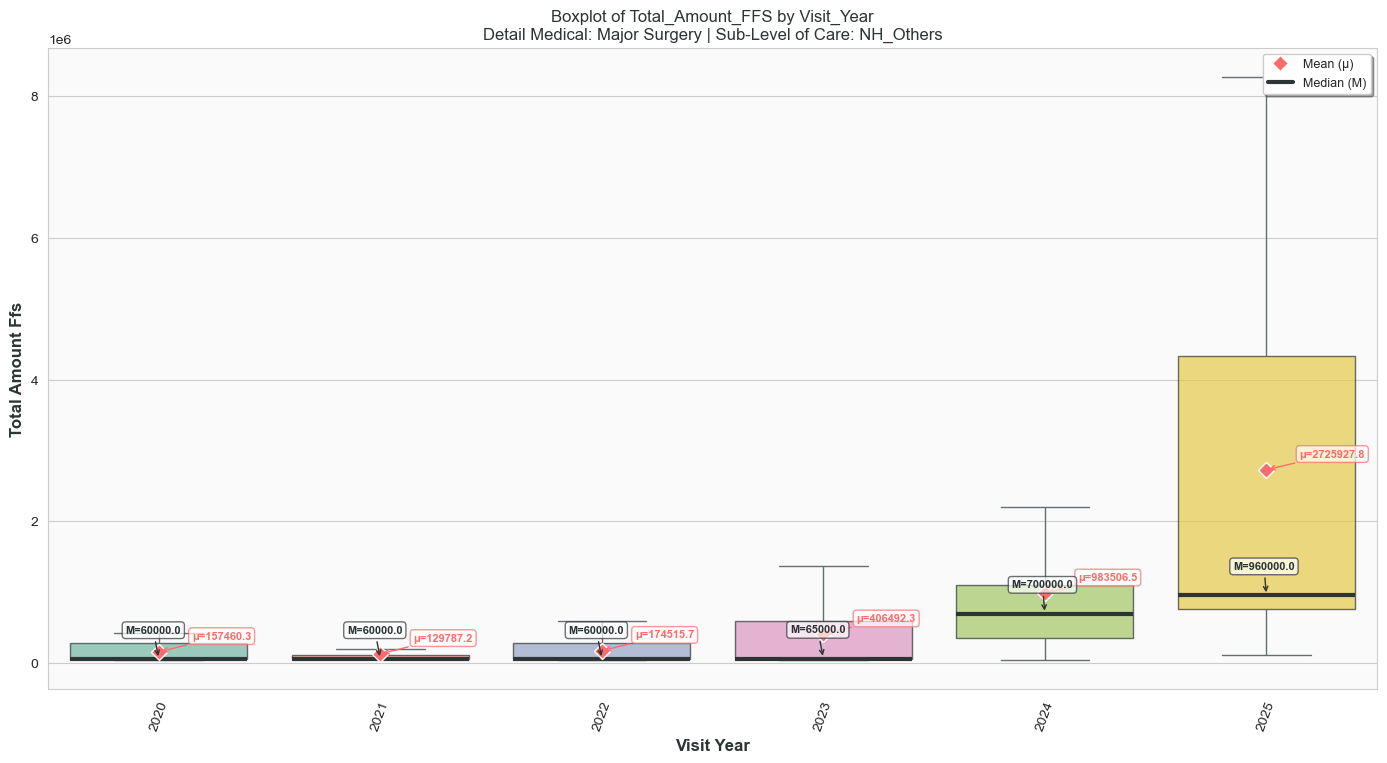 Boxplot of Total_Amount_FFS by Visit_Year
Detail Medical: Major Surgery | Sub-Level of Care: NH_Others
1e6
Mean (μ)
Median (M)
8
6
4
2
0
Total Amount Ffs
M=60000.0
μ=157460.3
M=60000.0
μ=129787.2
M=60000.0
μ=174515.7
M=65000.0
μ=406492.3
M=700000.0
μ=983506.5
M=960000.0
μ=2725927.8
2020
2021
2022
2023
2024
2025
Visit Year